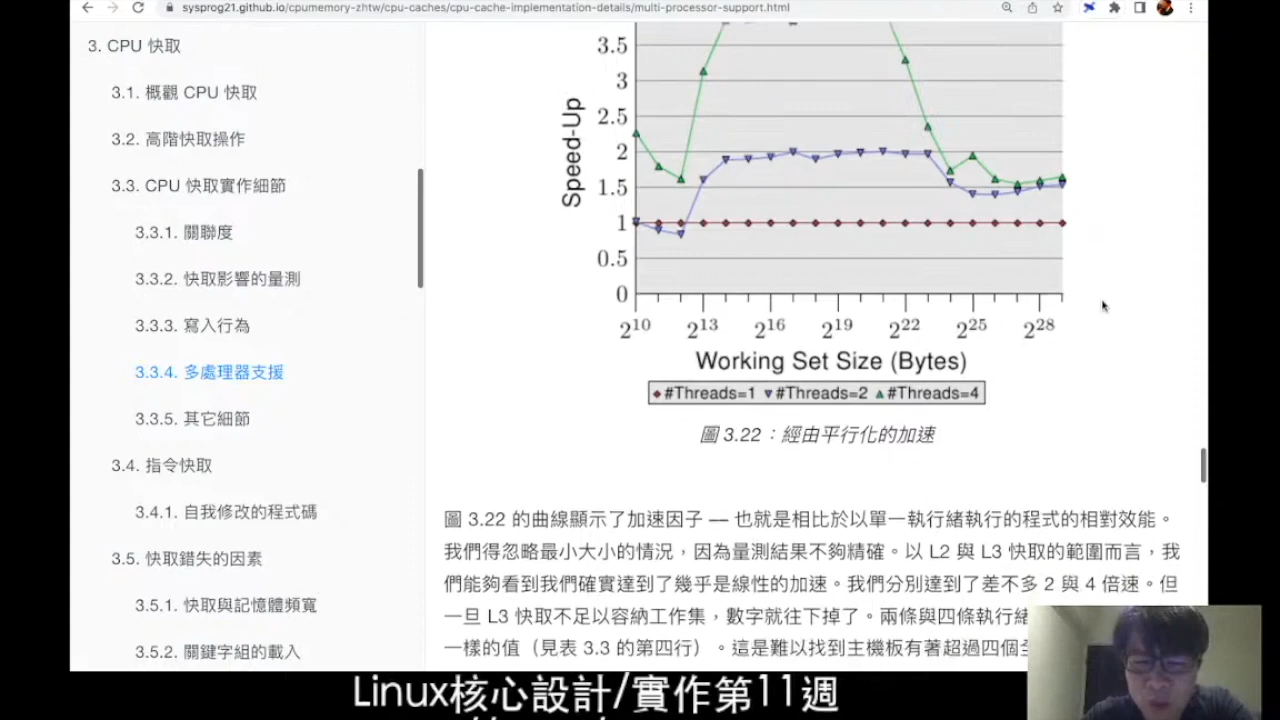 sysprog21.github.io/cpumemory-zhtw/cpu-caches/cpu-cache-implementation-details/multi-processor-support.html
3. CPU 快取
3.1. 概觀 CPU 快取
3.2. 高階快取操作
3.3. CPU 快取實作細節
3.3.1. 關聯度
3.3.2. 快取影響的量測
3.3.3. 寫入行為
3.3.4. 多處理器支援
3.3.5. 其它細節
3.4. 指令快取
3.4.1. 自我修改的程式碼
3.5. 快取錯失的因素
3.5.1. 快取與記憶體頻寬
3.5.2. 關鍵字組的載入
Speed-Up
3.5
3
2.5
2
1.5
1
0.5
0
2^10 2^13 2^16 2^19 2^22 2^25 2^28
Working Set Size (Bytes)
#Threads=1 #Threads=2 #Threads=4
圖 3.22：經由平行化的加速
圖 3.22 的曲線顯示了加速因子 — 也就是相比於以單一執行緒執行的程式的相對效能。
我們得忽略最小大小的情況，因為量測結果不夠精確。以 L2 與 L3 快取的範圍而言，我
們能夠看到我們確實達到了幾乎是線性的加速。我們分別達到了差不多 2 與 4 倍速。但
一旦 L3 快取不足以容納工作集，數字就往下掉了。兩條與四條執行緒
一樣的值（見表 3.3 的第四行）。這是難以找到主機板有著超過四個
Linux核心設計/實作第11週